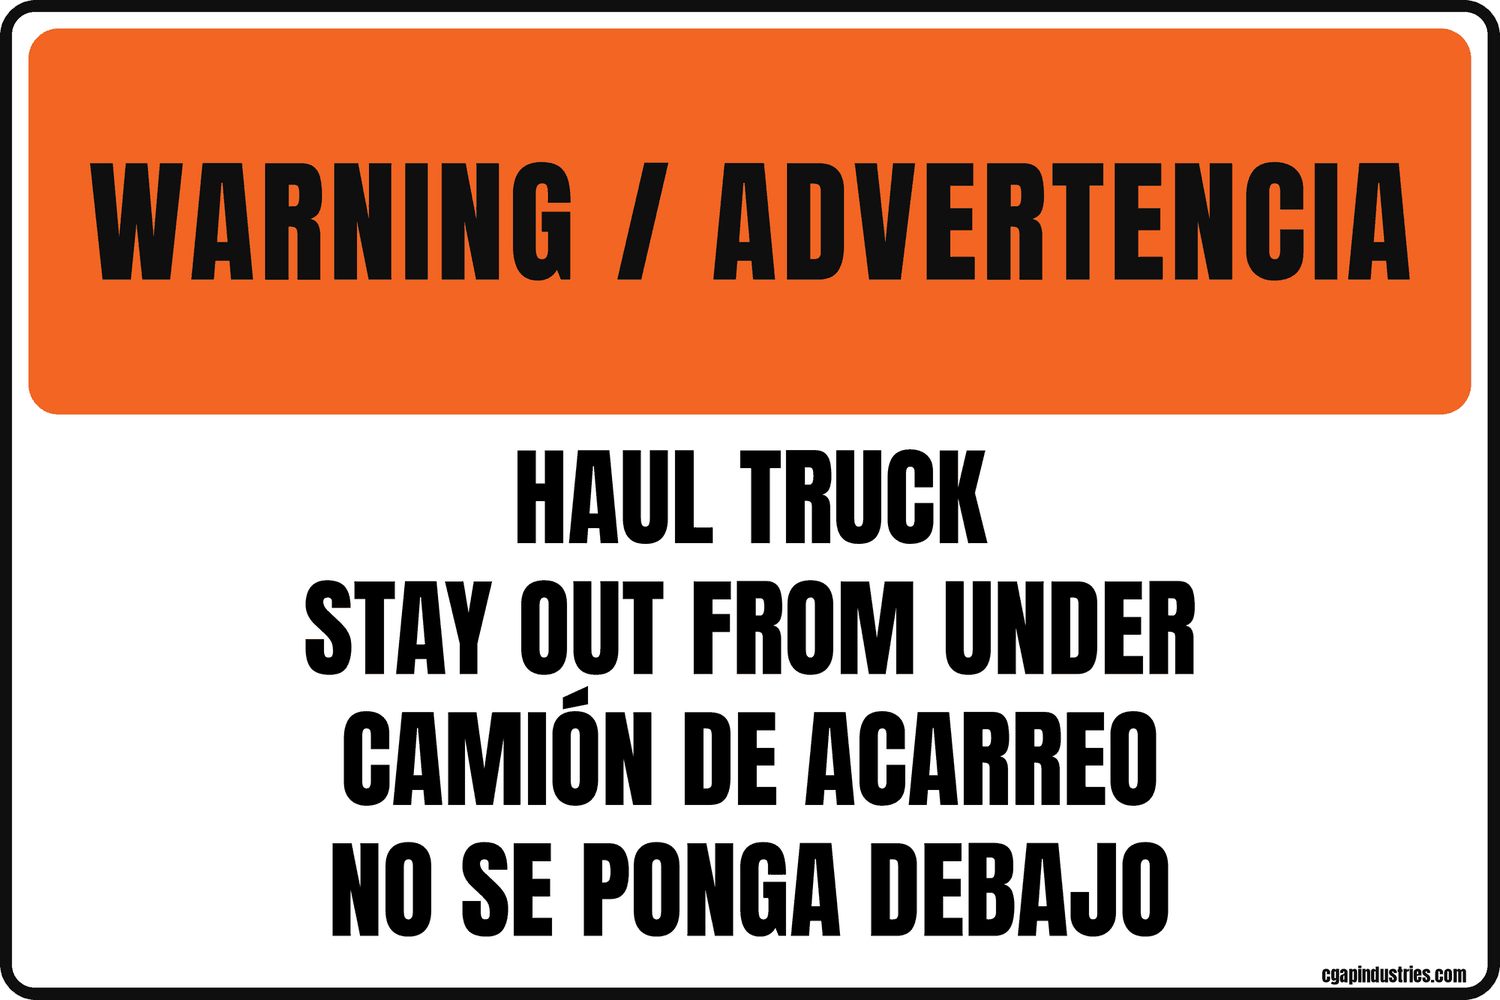 WARNING / ADVERTENCIA
HAUL TRUCK
STAY OUT FROM UNDER
CAMIÓN DE ACARREO
NO SE PONGA DEBAJO
cgapindustries.com